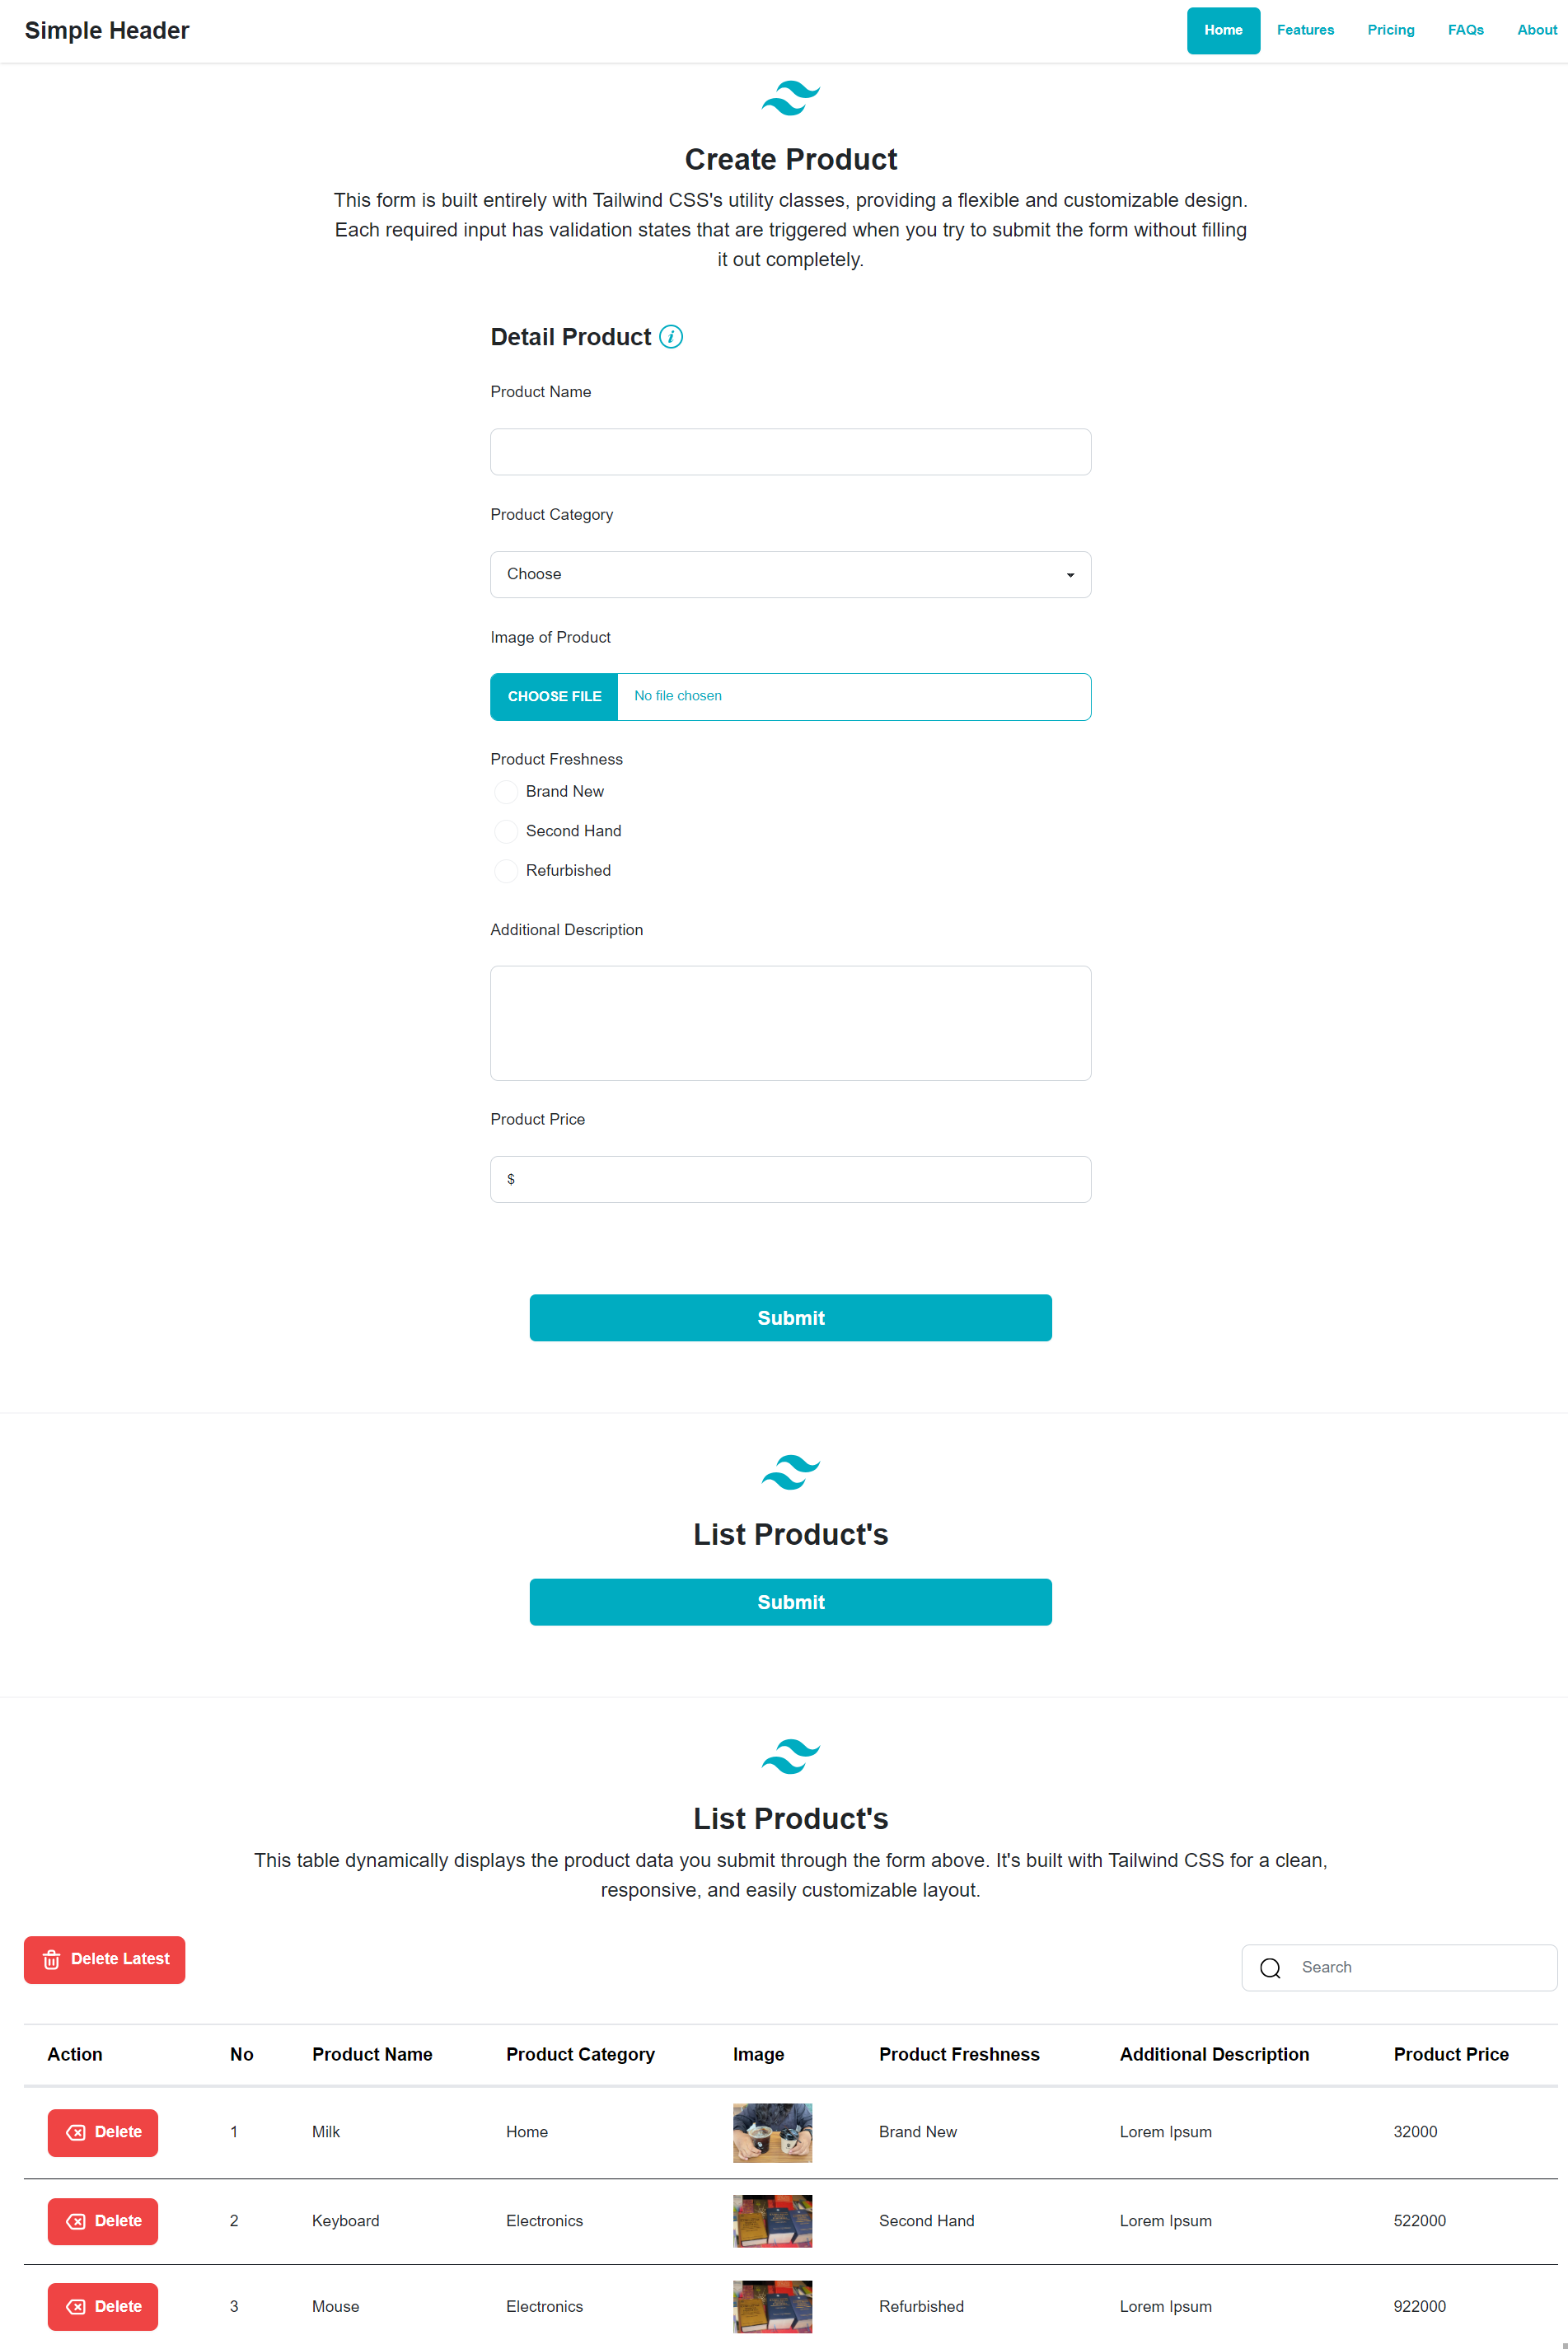 Simple Header
Home Features Pricing FAQs About
Create Product
This form is built entirely with Tailwind CSS's utility classes, providing a flexible and customizable design.
Each required input has validation states that are triggered when you try to submit the form without filling
it out completely.
Detail Product i
Product Name
Product Category
Choose
Image of Product
CHOOSE FILE No file chosen
Product Freshness
Brand New
Second Hand
Refurbished
Additional Description
Product Price
$
Submit
List Product's
Submit
List Product's
This table dynamically displays the product data you submit through the form above. It's built with Tailwind CSS for a clean,
responsive, and easily customizable layout.
Delete Latest Search
Action No Product Name Product Category Image Product Freshness Additional Description Product Price
Delete 1 Milk Home Brand New Lorem Ipsum 32000
Delete 2 Keyboard Electronics Second Hand Lorem Ipsum 522000
Delete 3 Mouse Electronics Refurbished Lorem Ipsum 922000